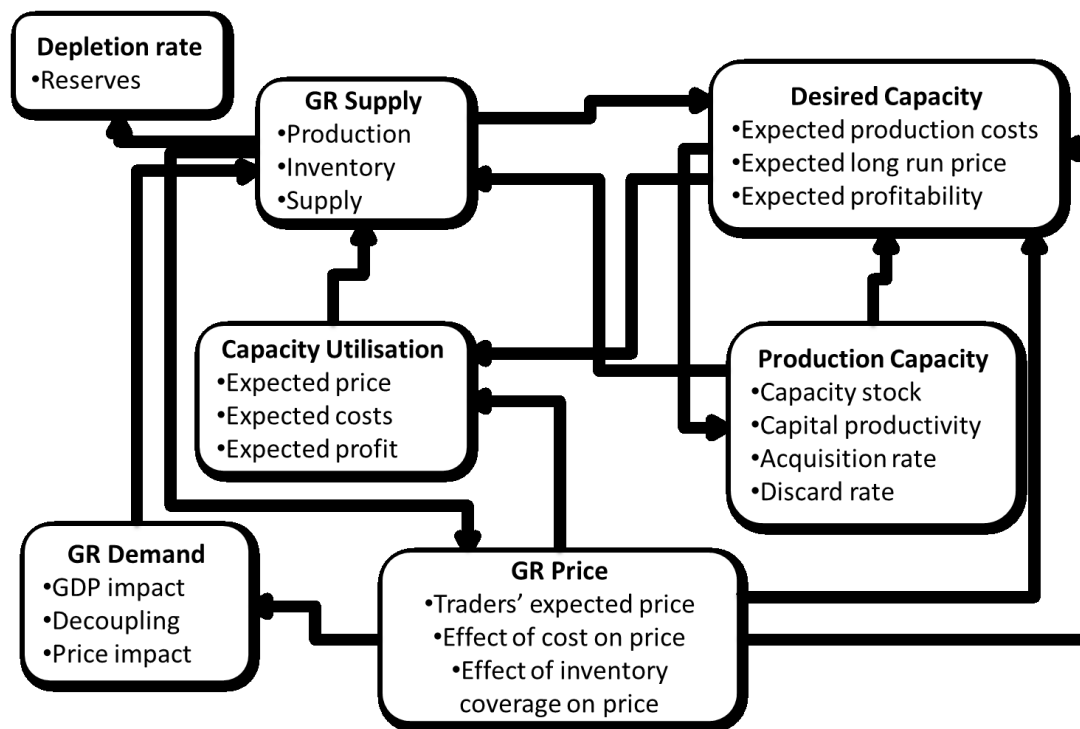 Depletion rate
•Reserves
GR Supply
•Production
•Inventory
•Supply
Desired Capacity
•Expected production costs
•Expected long run price
•Expected profitability
Capacity Utilisation
•Expected price
•Expected costs
•Expected profit
Production Capacity
•Capacity stock
•Capital productivity
•Acquisition rate
•Discard rate
GR Demand
•GDP impact
•Decoupling
•Price impact
GR Price
•Traders’ expected price
•Effect of cost on price
•Effect of inventory
coverage on price